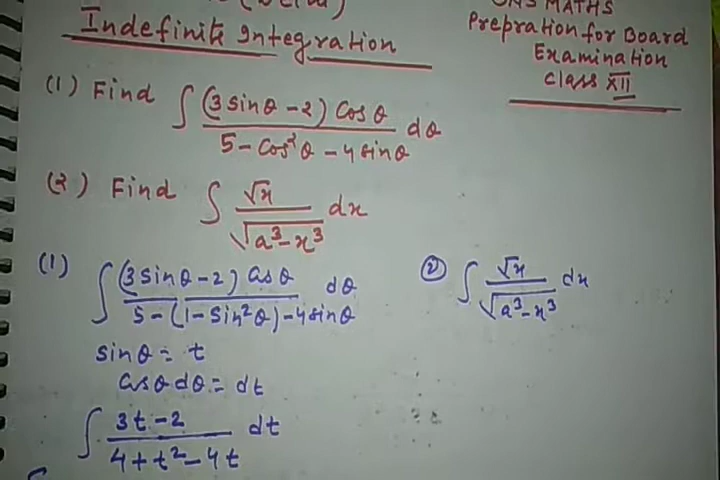 Indefinite Integration
UNS MATHS
Prepration for Board
Examination
Class XII
(1) Find ∫ (3 sinθ - 2) Cosθ / 5 - Cos²θ - 4 sinθ dθ
(2) Find ∫ √x / √a³-x³ dx
(1) ∫ (3 sinθ - 2) Cosθ / 5 - (1 - Sin²θ) - 4 sinθ dθ
② ∫ √x / √a³-x³ dx
sinθ = t
Cosθ dθ = dt
∫ 3t - 2 / 4 + t² - 4t dt